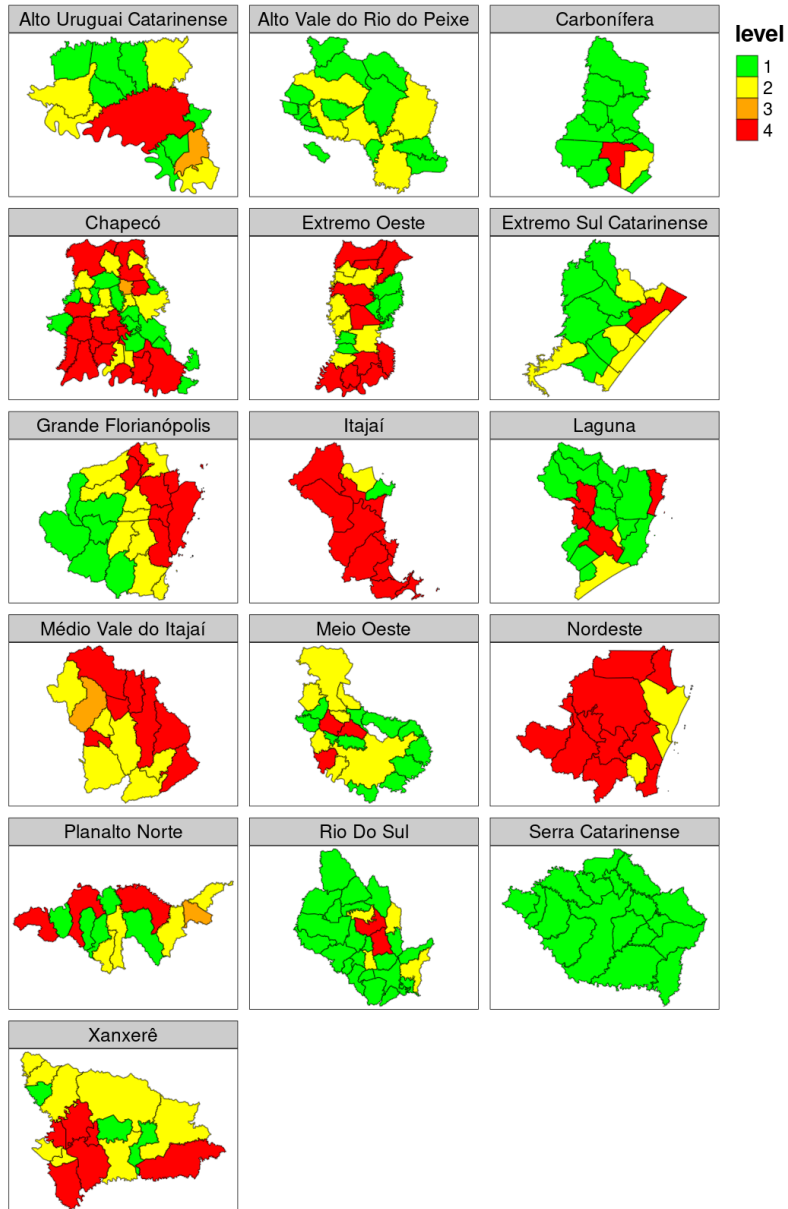 Alto Uruguai Catarinense
Alto Vale do Rio do Peixe
Carbonífera
level
1
2
3
4
Chapecó
Extremo Oeste
Extremo Sul Catarinense
Grande Florianópolis
Itajaí
Laguna
Médio Vale do Itajaí
Meio Oeste
Nordeste
Planalto Norte
Rio Do Sul
Serra Catarinense
Xanxerê